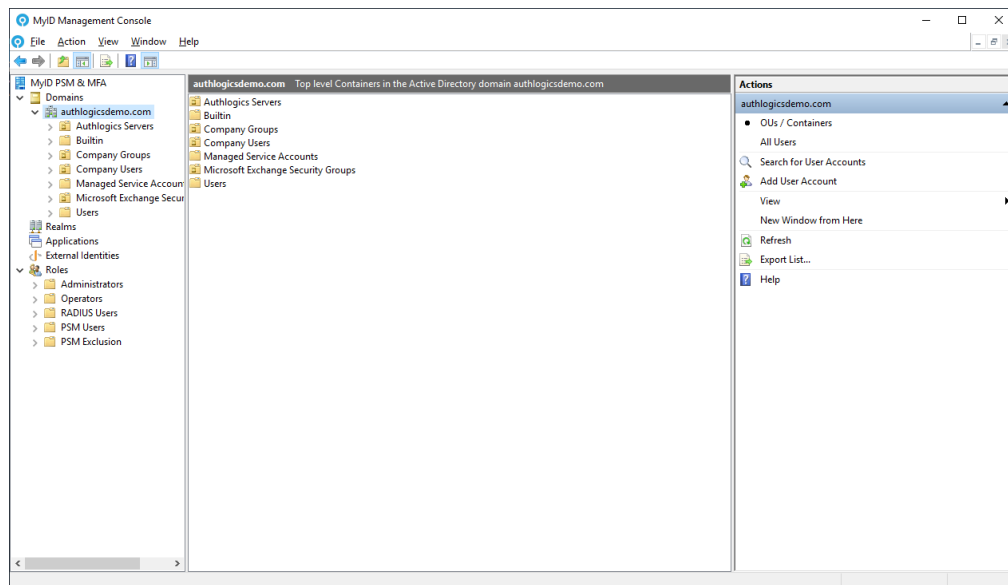 MyID Management Console
File Action View Window Help
MyID PSM & MFA
Domains
authlogicsdemo.com
Authlogics Servers
Builtin
Company Groups
Company Users
Managed Service Accoun
Microsoft Exchange Secur
Users
Realms
Applications
External Identities
Roles
Administrators
Operators
RADIUS Users
PSM Users
PSM Exclusion
authlogicsdemo.com Top level Containers in the Active Directory domain authlogicsdemo.com
Authlogics Servers
Builtin
Company Groups
Company Users
Managed Service Accounts
Microsoft Exchange Security Groups
Users
Actions
authlogicsdemo.com
OUs / Containers
All Users
Search for User Accounts
Add User Account
View
New Window from Here
Refresh
Export List...
Help